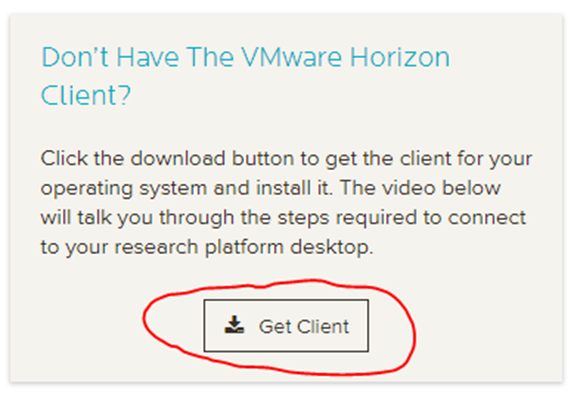 Don't Have The VMware Horizon
Client?
Click the download button to get the client for your
operating system and install it. The video below
will talk you through the steps required to connect
to your research platform desktop.
Get Client